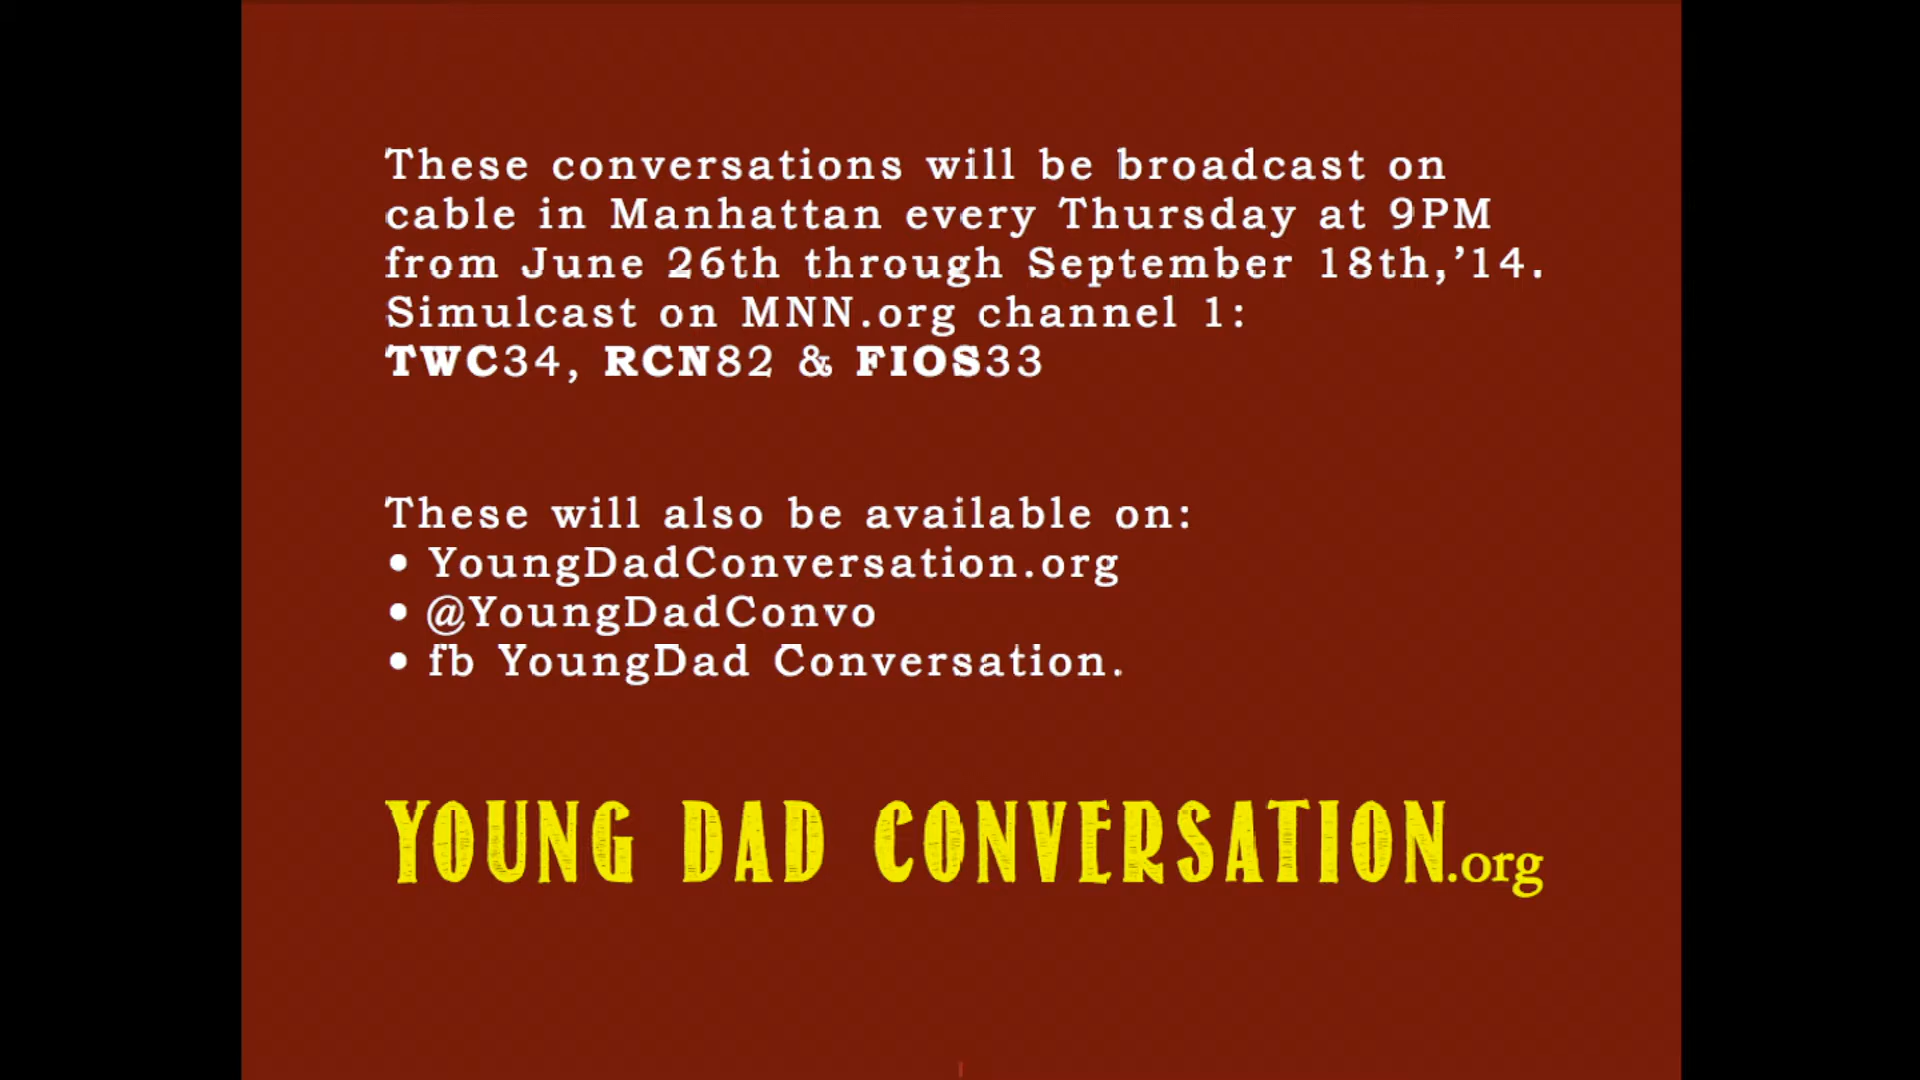 These conversations will be broadcast on
cable in Manhattan every Thursday at 9PM
from June 26th through September 18th,’14.
Simulcast on MNN.org channel 1:
TWC34, RCN82 & FIOS33
These will also be available on:
• YoungDadConversation.org
• @YoungDadConvo
• fb YoungDad Conversation.
YOUNG DAD CONVERSATION.org